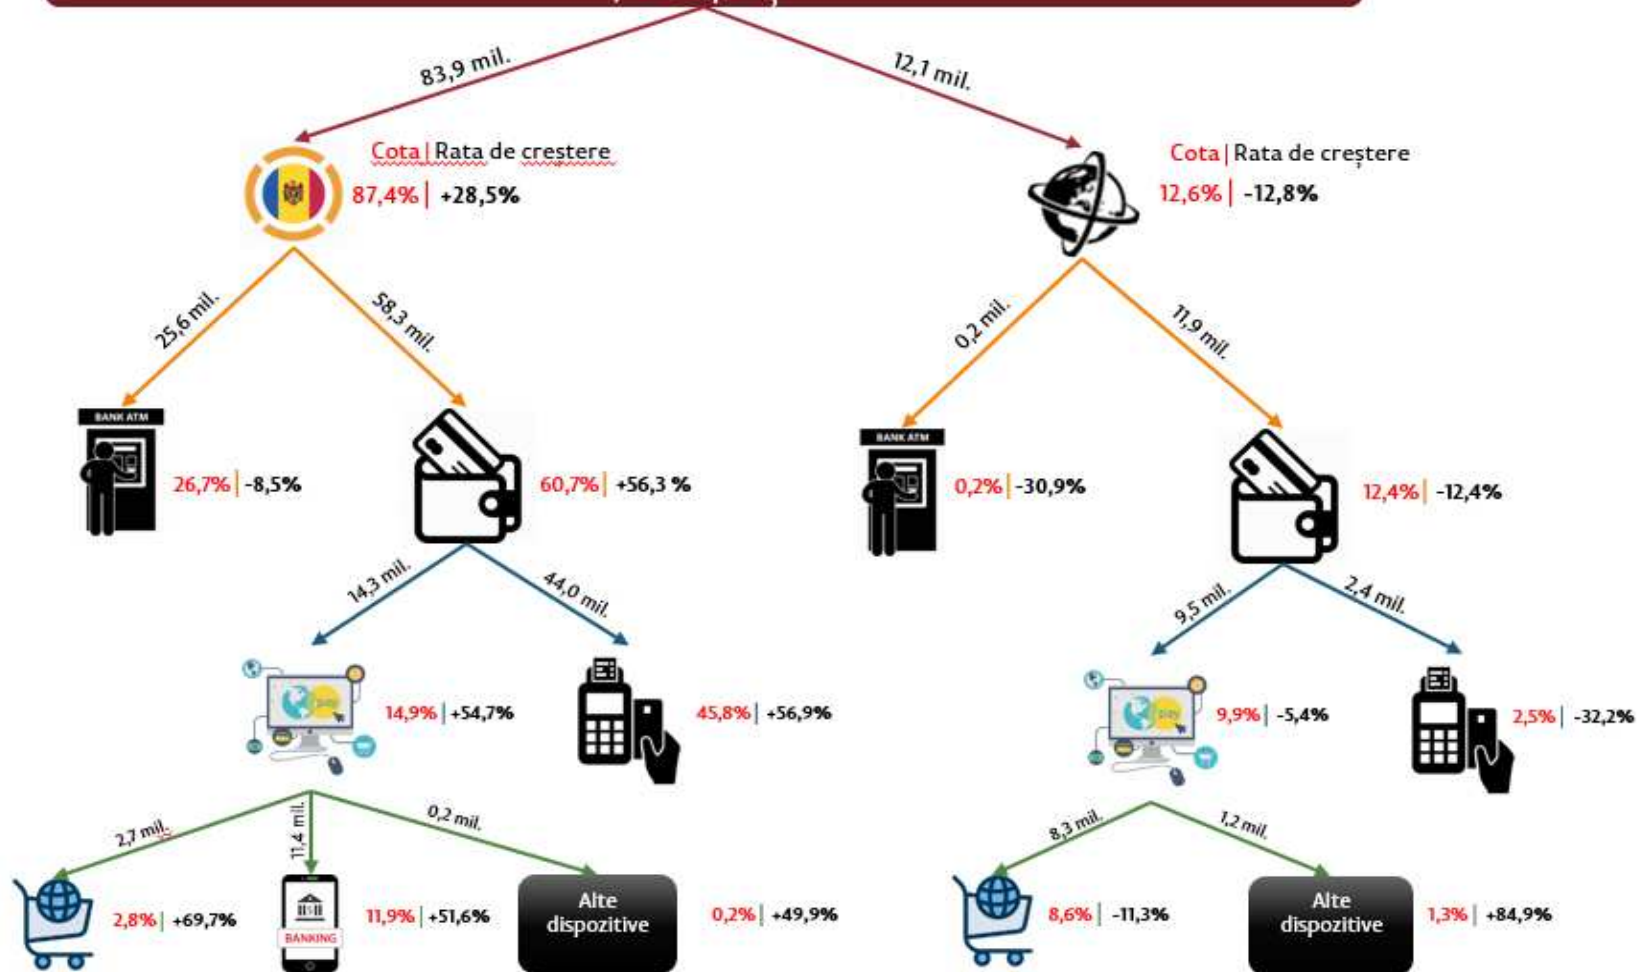 83,9 mil.
12,1 mil.
Cota | Rata de creștere
87,4% | +28,5%
Cota | Rata de creștere
12,6% | -12,8%
25,6 mil.
58,3 mil.
0,2 mil.
11,9 mil.
BANK ATM
26,7% | -8,5%
60,7% | +56,3 %
BANK ATM
0,2% | -30,9%
12,4% | -12,4%
14,3 mil.
44,0 mil.
9,5 mil.
2,4 mil.
pay
14,9% | +54,7%
45,8% | +56,9%
pay
9,9% | -5,4%
2,5% | -32,2%
2,7 mil.
11,4 mil.
0,2 mil.
8,3 mil.
1,2 mil.
2,8% | +69,7%
BANKING
11,9% | +51,6%
Alte
dispozitive
0,2% | +49,9%
8,6% | -11,3%
Alte
dispozitive
1,3% | +84,9%